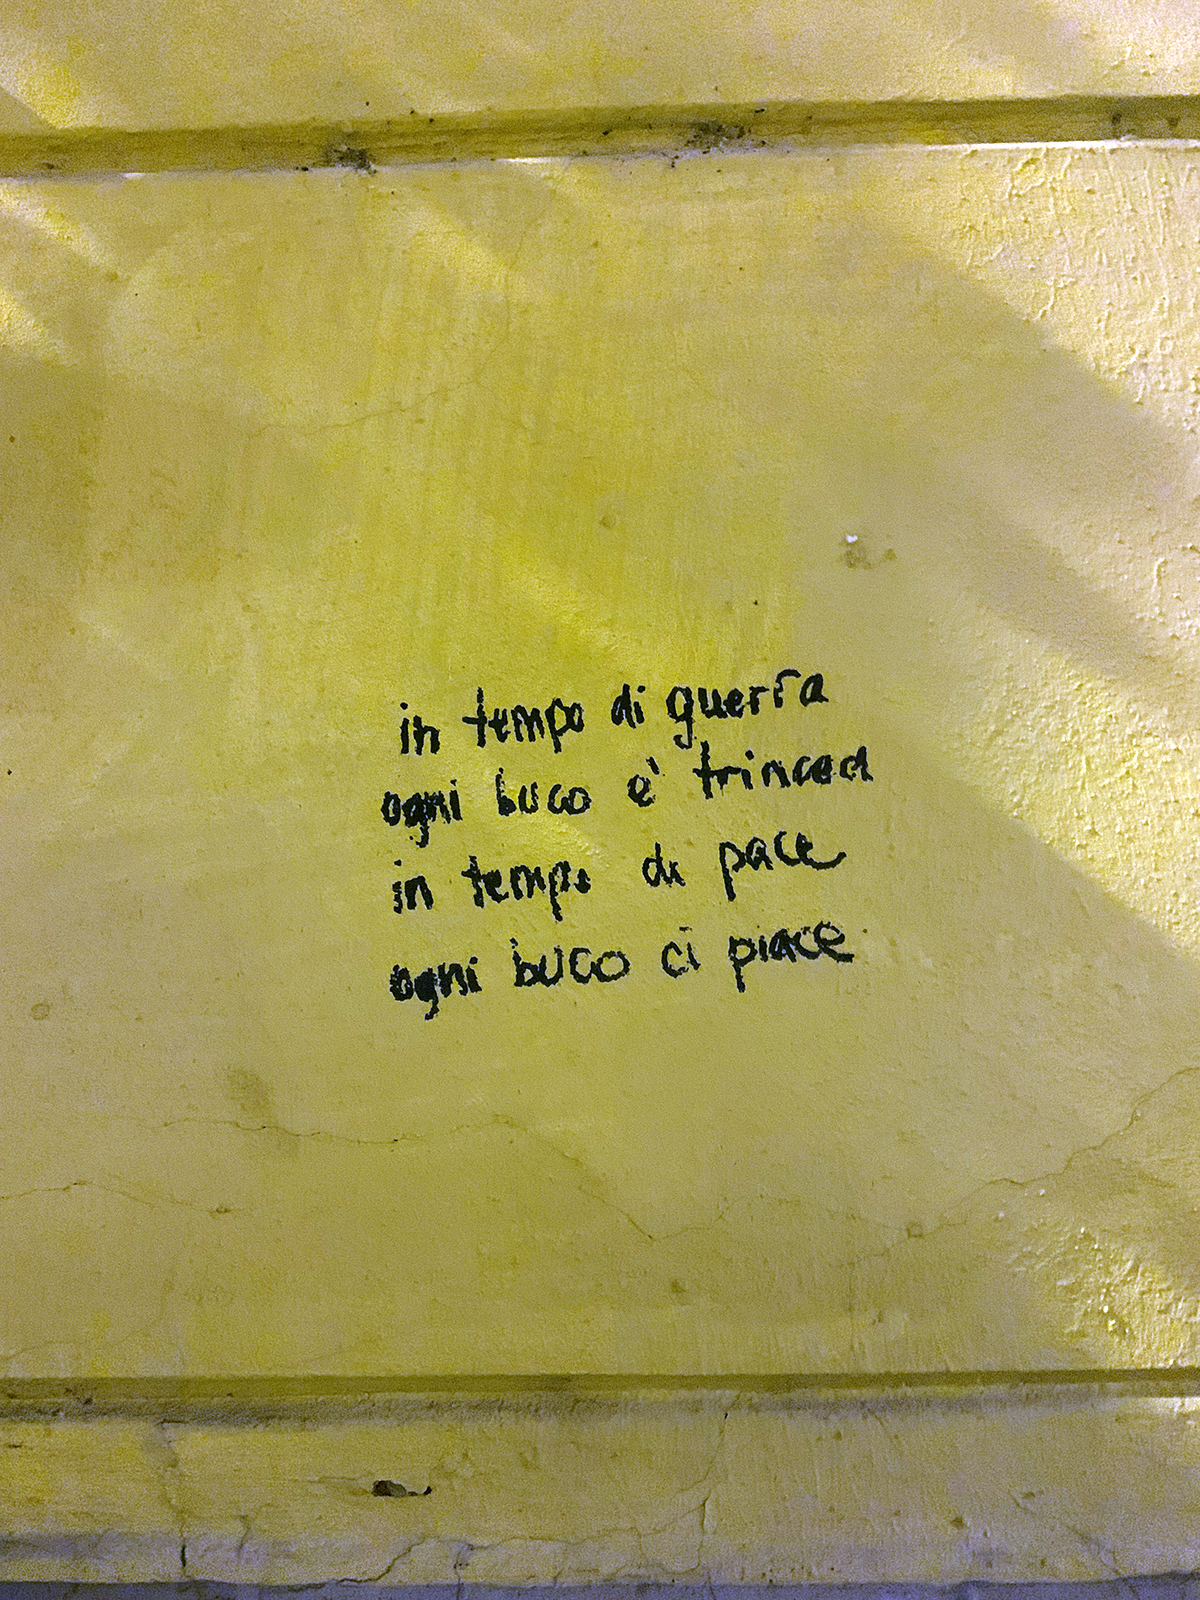 in tempo di guerra
ogni buco è trincea
in tempo di pace
ogni buco ci piace